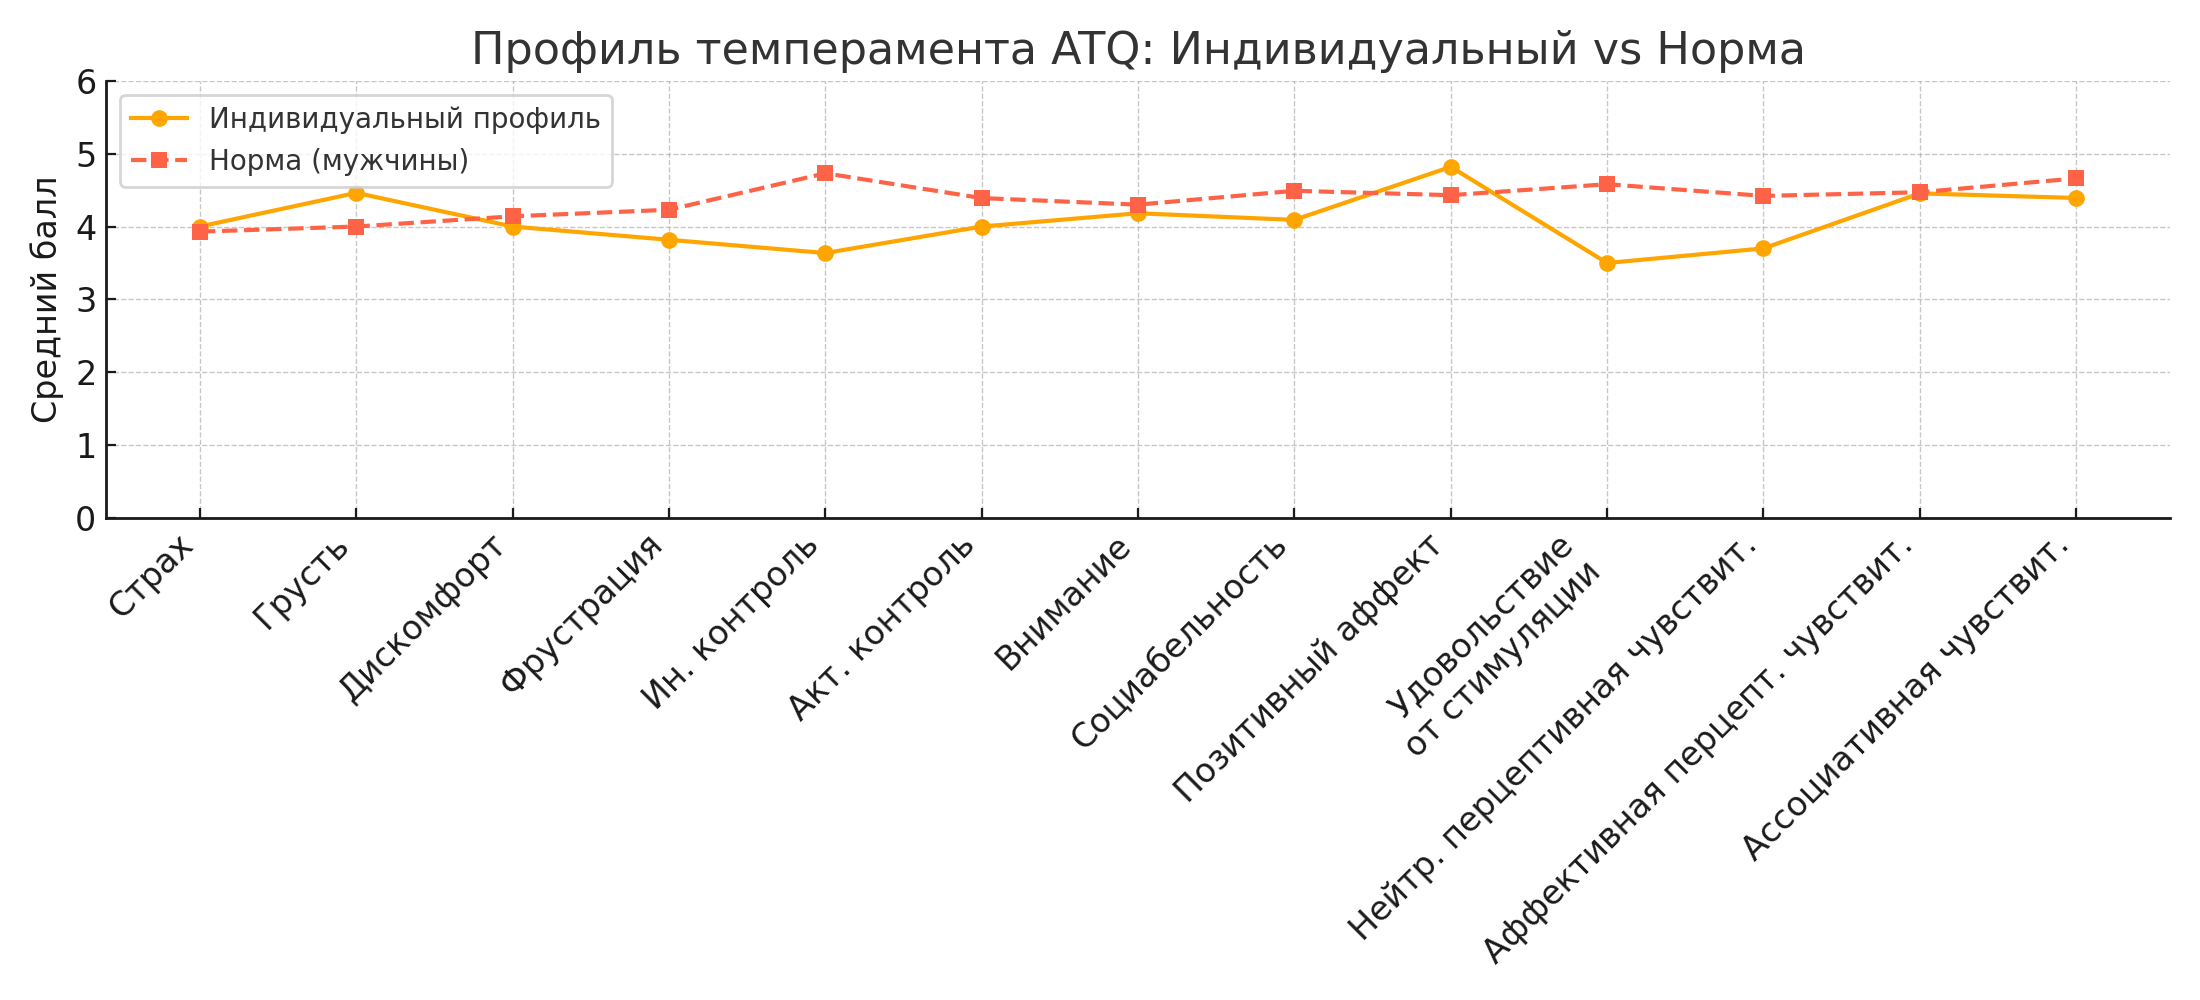 Профиль темперамента ATQ: Индивидуальный vs Норма
Индивидуальный профиль
Норма (мужчины)
Средний балл
6
5
4
3
2
1
0
Страх
Грусть
Дискомфорт
Фрустрация
Ин. контроль
Акт. контроль
Внимание
Социабельность
Позитивный аффект
Удовольствие
от стимуляции
Нейтр. перцептивная чувствит.
Аффективная перцепт. чувствит.
Ассоциативная чувствит.